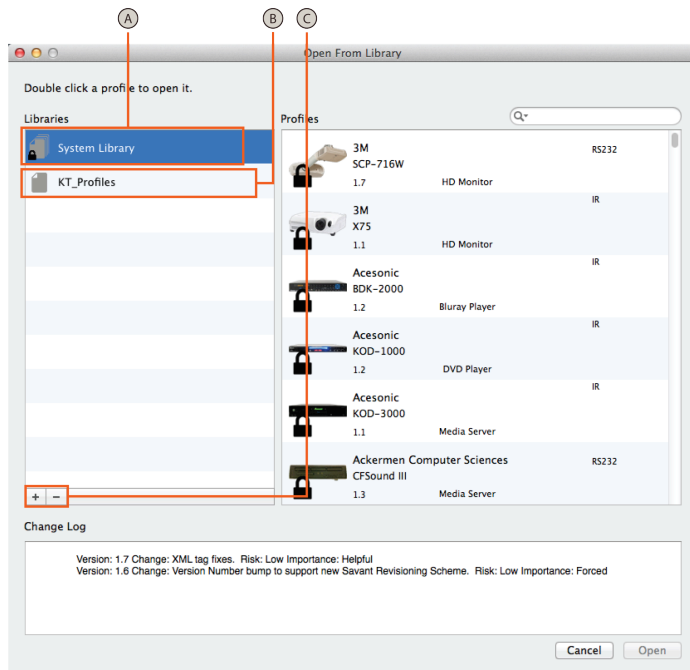 A B C
Open From Library
Double click a profile to open it.
Libraries
Profiles
System Library
KT_Profiles
3M
RS232
SCP-716W
1.7 HD Monitor
IR
3M
X75
1.1 HD Monitor
IR
Acesonic
BDK-2000
1.2 Bluray Player
IR
Acesonic
KOD-1000
1.2 DVD Player
IR
Acesonic
KOD-3000
1.1 Media Server
Ackermen Computer Sciences
RS232
CFSound III
1.3 Media Server
+ −
Change Log
Version: 1.7 Change: XML tag fixes. Risk: Low Importance: Helpful
Version: 1.6 Change: Version Number bump to support new Savant Revisioning Scheme. Risk: Low Importance: Forced
Cancel Open